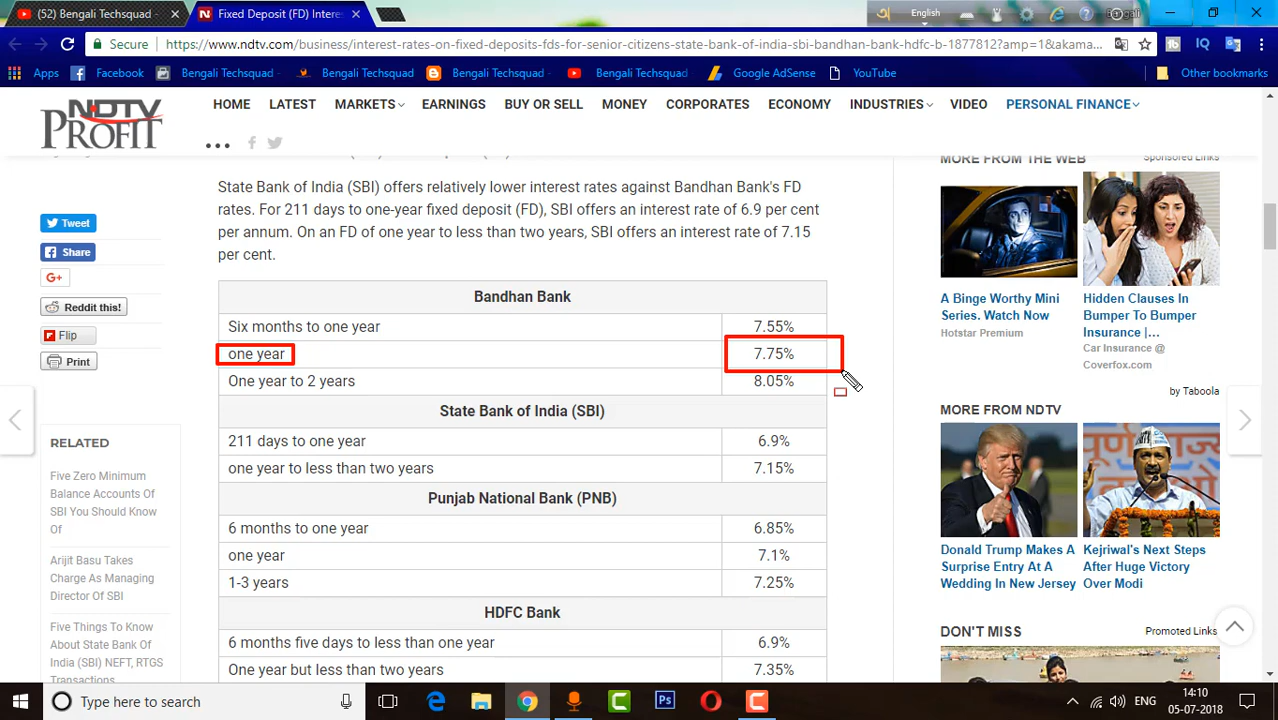 (52) Bengali Techsquad -
Fixed Deposit (FD) Intere
English
Secure
https://www.ndtv.com/business/interest-rates-on-fixed-deposits-fds-for-senior-citizens-state-bank-of-india-sbi-bandhan-bank-hdfc-b-1877812?amp=1&akama...
Apps
Facebook
Bengali Techsquad -
Bengali Techsquad
Bengali Techsquad -
Bengali Techsquad
Google AdSense
YouTube
Other bookmarks
NDTV
PROFIT
HOME
LATEST
MARKETS
EARNINGS
BUY OR SELL
MONEY
CORPORATES
ECONOMY
INDUSTRIES
VIDEO
PERSONAL FINANCE
Tweet
Share
G+
Reddit this!
Flip
Print
RELATED
Five Zero Minimum
Balance Accounts Of
SBI You Should Know
Of
Arijit Basu Takes
Charge As Managing
Director Of SBI
Five Things To Know
About State Bank Of
India (SBI) NEFT, RTGS
Transactions
State Bank of India (SBI) offers relatively lower interest rates against Bandhan Bank's FD
rates. For 211 days to one-year fixed deposit (FD), SBI offers an interest rate of 6.9 per cent
per annum. On an FD of one year to less than two years, SBI offers an interest rate of 7.15
per cent.
Bandhan Bank
Six months to one year 7.55%
one year 7.75%
One year to 2 years 8.05%
State Bank of India (SBI)
211 days to one year 6.9%
one year to less than two years 7.15%
Punjab National Bank (PNB)
6 months to one year 6.85%
one year 7.1%
1-3 years 7.25%
HDFC Bank
6 months five days to less than one year 6.9%
One year but less than two years 7.35%
MORE FROM THE WEB
Sponsored Links
A Binge Worthy Mini
Series. Watch Now
Hotstar Premium
Hidden Clauses In
Bumper To Bumper
Insurance |...
Car Insurance @
Coverfox.com
by Taboola
MORE FROM NDTV
Donald Trump Makes A
Surprise Entry At A
Wedding In New Jersey
Kejriwal's Next Steps
After Huge Victory
Over Modi
DON'T MISS
Promoted Links
Type here to search
Ps
ENG
14:10
05-07-2018